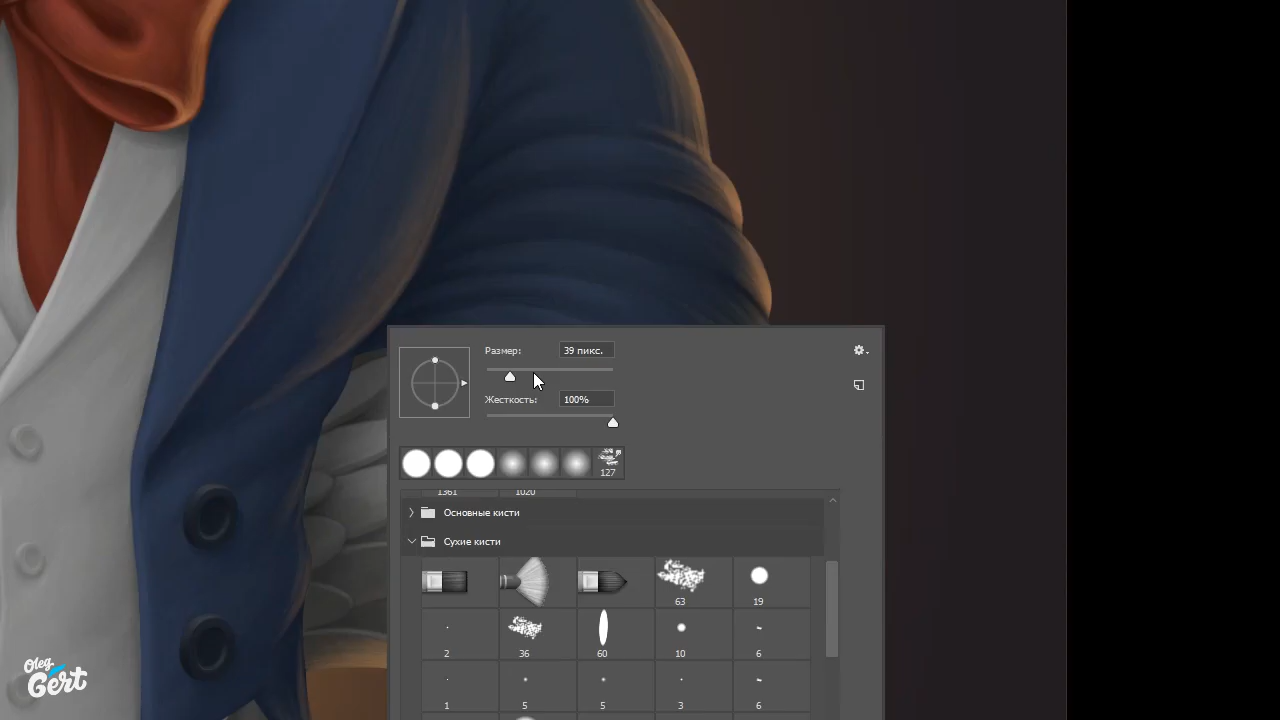 Размер:
39 пикс.
Жесткость:
100%
127
1361
1020
Основные кисти
Сухие кисти
63
19
2
36
60
10
6
1
5
5
3
6
Oleg
Gert